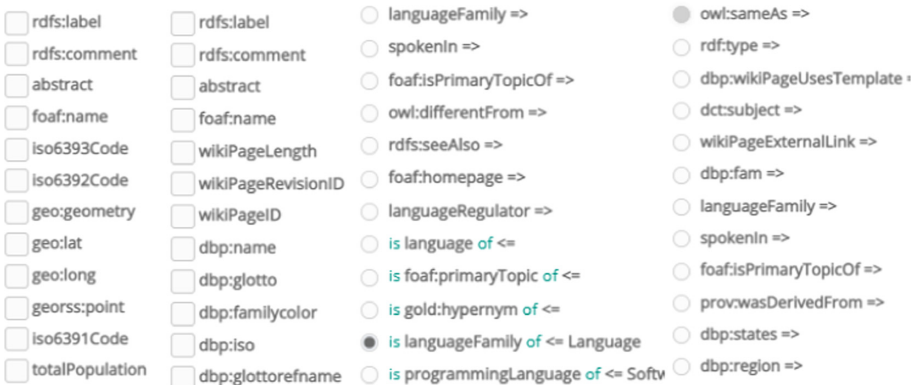 rdfs:label
rdfs:comment
abstract
foaf:name
iso6393Code
iso6392Code
geo:geometry
geo:lat
geo:long
georss:point
iso6391Code
totalPopulation
rdfs:label
rdfs:comment
abstract
foaf:name
wikiPageLength
wikiPageRevisionID
wikiPageID
dbp:name
dbp:glotto
dbp:familycolor
dbp:iso
dbp:glottorefname
languageFamily =>
spokenIn =>
foaf:isPrimaryTopicOf =>
owl:differentFrom =>
rdfs:seeAlso =>
foaf:homepage =>
languageRegulator =>
is language of <=
is foaf:primaryTopic of <=
is gold:hypernym of <=
is languageFamily of <= Language
is programmingLanguage of <= Softw
owl:sameAs =>
rdf:type =>
dbp:wikiPageUsesTemplate =
dct:subject =>
wikiPageExternalLink =>
dbp:fam =>
languageFamily =>
spokenIn =>
foaf:isPrimaryTopicOf =>
prov:wasDerivedFrom =>
dbp:states =>
dbp:region =>